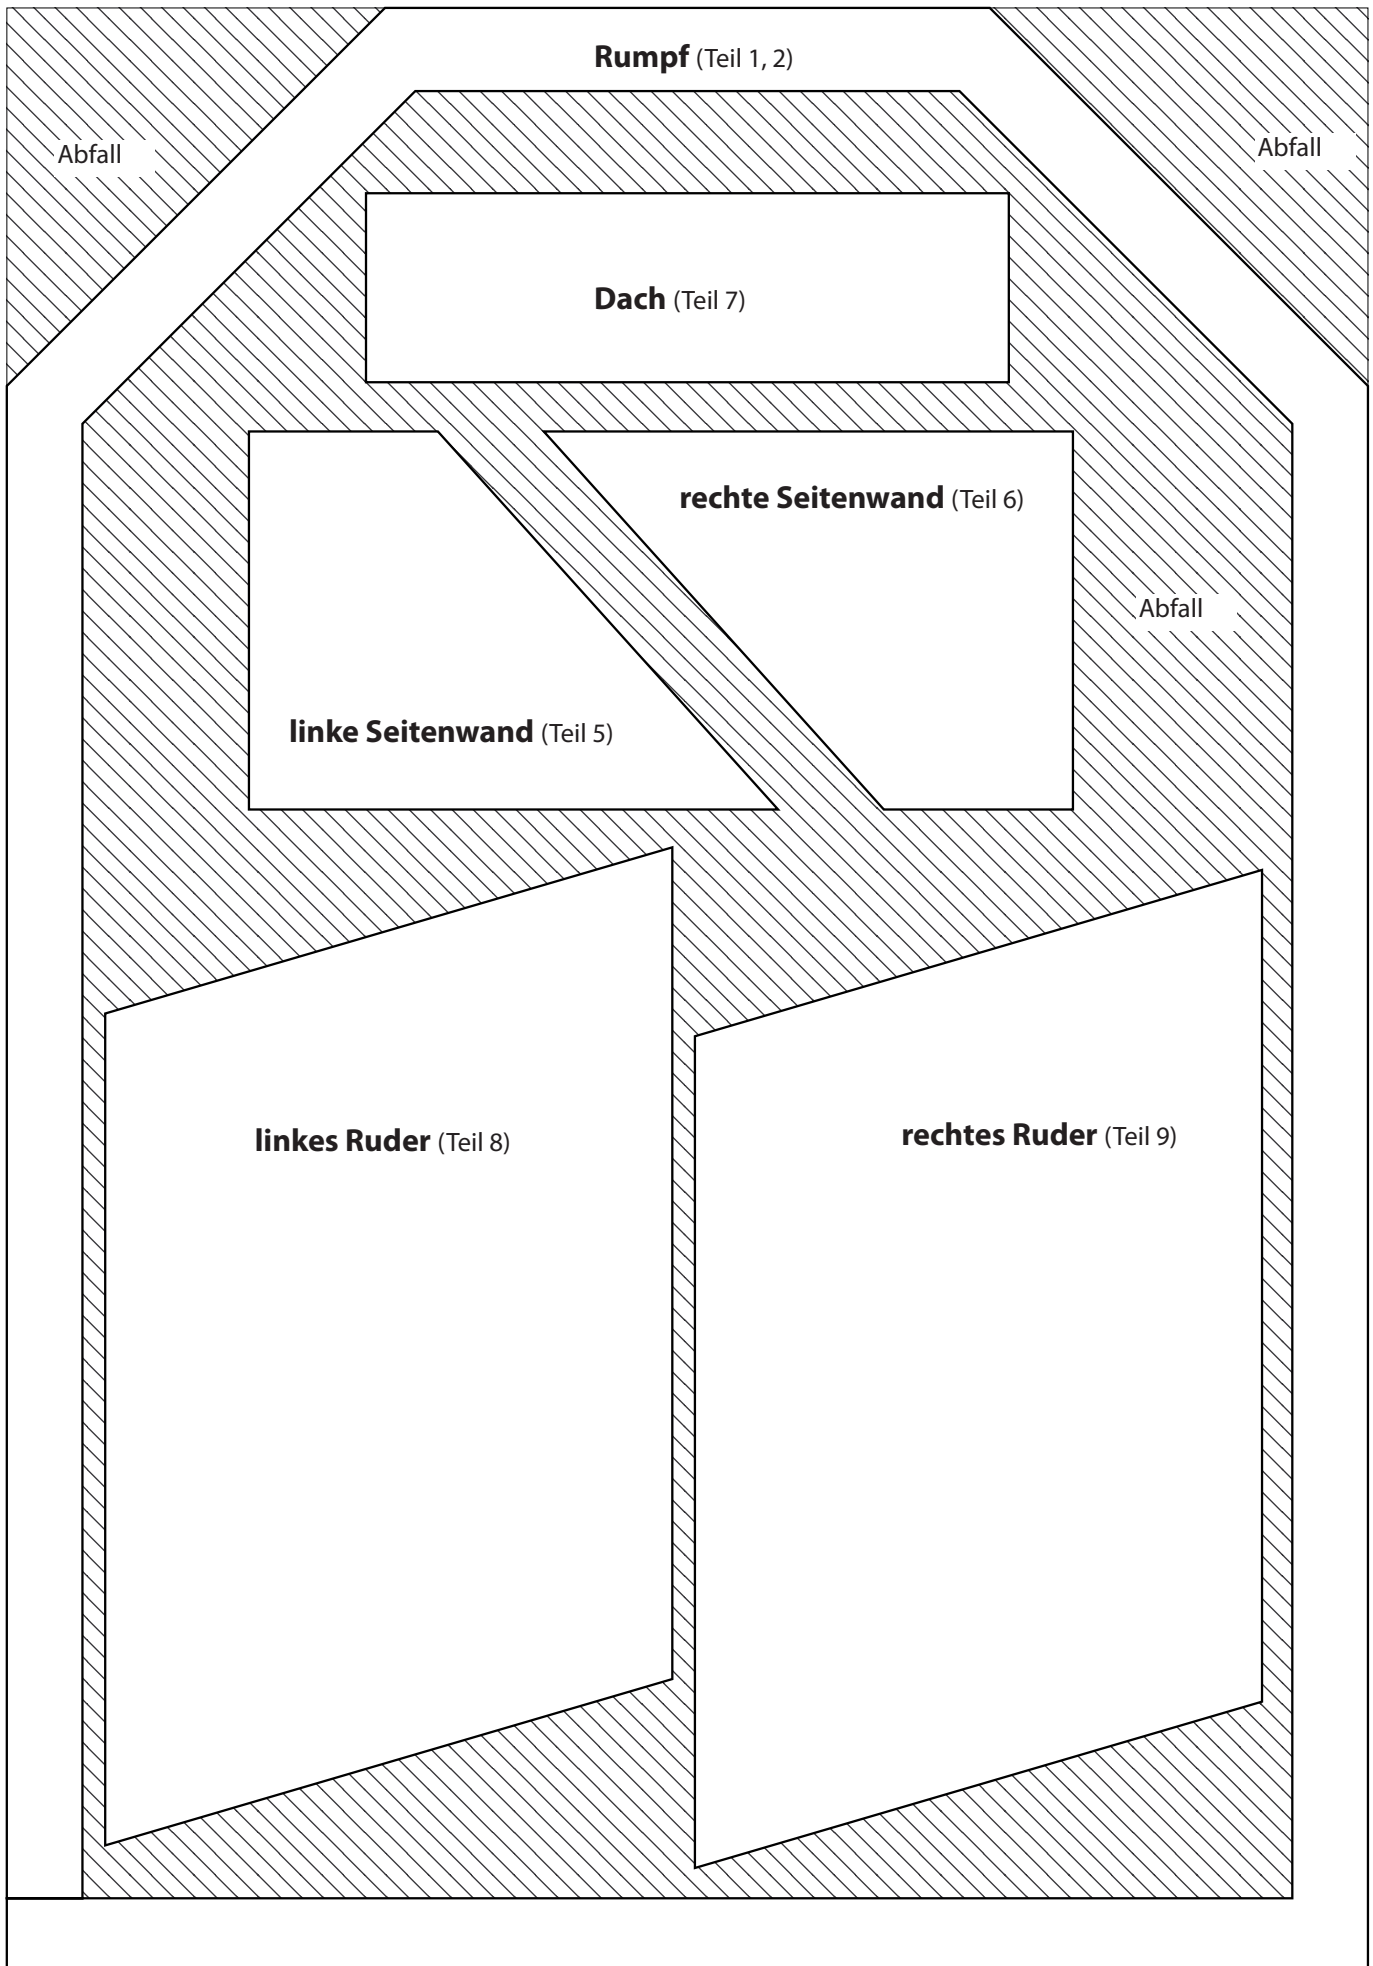 Rumpf (Teil 1, 2)
Abfall
Abfall
Dach (Teil 7)
rechte Seitenwand (Teil 6)
Abfall
linke Seitenwand (Teil 5)
linkes Ruder (Teil 8)
rechtes Ruder (Teil 9)